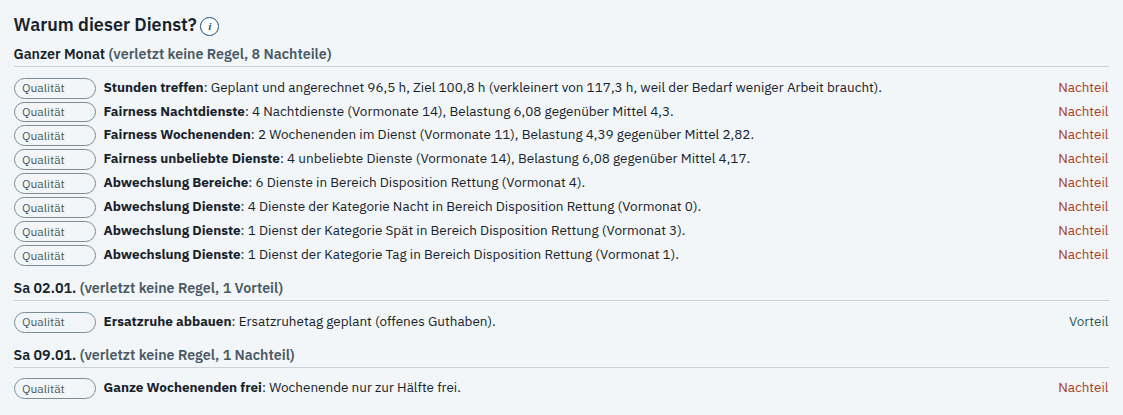 Warum dieser Dienst? i
Ganzer Monat (verletzt keine Regel, 8 Nachteile)
Qualität Stunden treffen: Geplant und angerechnet 96,5 h, Ziel 100,8 h (verkleinert von 117,3 h, weil der Bedarf weniger Arbeit braucht). Nachteil
Qualität Fairness Nachtdienste: 4 Nachtdienste (Vormonate 14), Belastung 6,08 gegenüber Mittel 4,3. Nachteil
Qualität Fairness Wochenenden: 2 Wochenenden im Dienst (Vormonate 11), Belastung 4,39 gegenüber Mittel 2,82. Nachteil
Qualität Fairness unbeliebte Dienste: 4 unbeliebte Dienste (Vormonate 14), Belastung 6,08 gegenüber Mittel 4,17. Nachteil
Qualität Abwechslung Bereiche: 6 Dienste in Bereich Disposition Rettung (Vormonat 4). Nachteil
Qualität Abwechslung Dienste: 4 Dienste der Kategorie Nacht in Bereich Disposition Rettung (Vormonat 0). Nachteil
Qualität Abwechslung Dienste: 1 Dienst der Kategorie Spät in Bereich Disposition Rettung (Vormonat 3). Nachteil
Qualität Abwechslung Dienste: 1 Dienst der Kategorie Tag in Bereich Disposition Rettung (Vormonat 1). Nachteil
Sa 02.01. (verletzt keine Regel, 1 Vorteil)
Qualität Ersatzruhe abbauen: Ersatzruhetag geplant (offenes Guthaben). Vorteil
Sa 09.01. (verletzt keine Regel, 1 Nachteil)
Qualität Ganze Wochenenden frei: Wochenende nur zur Hälfte frei. Nachteil